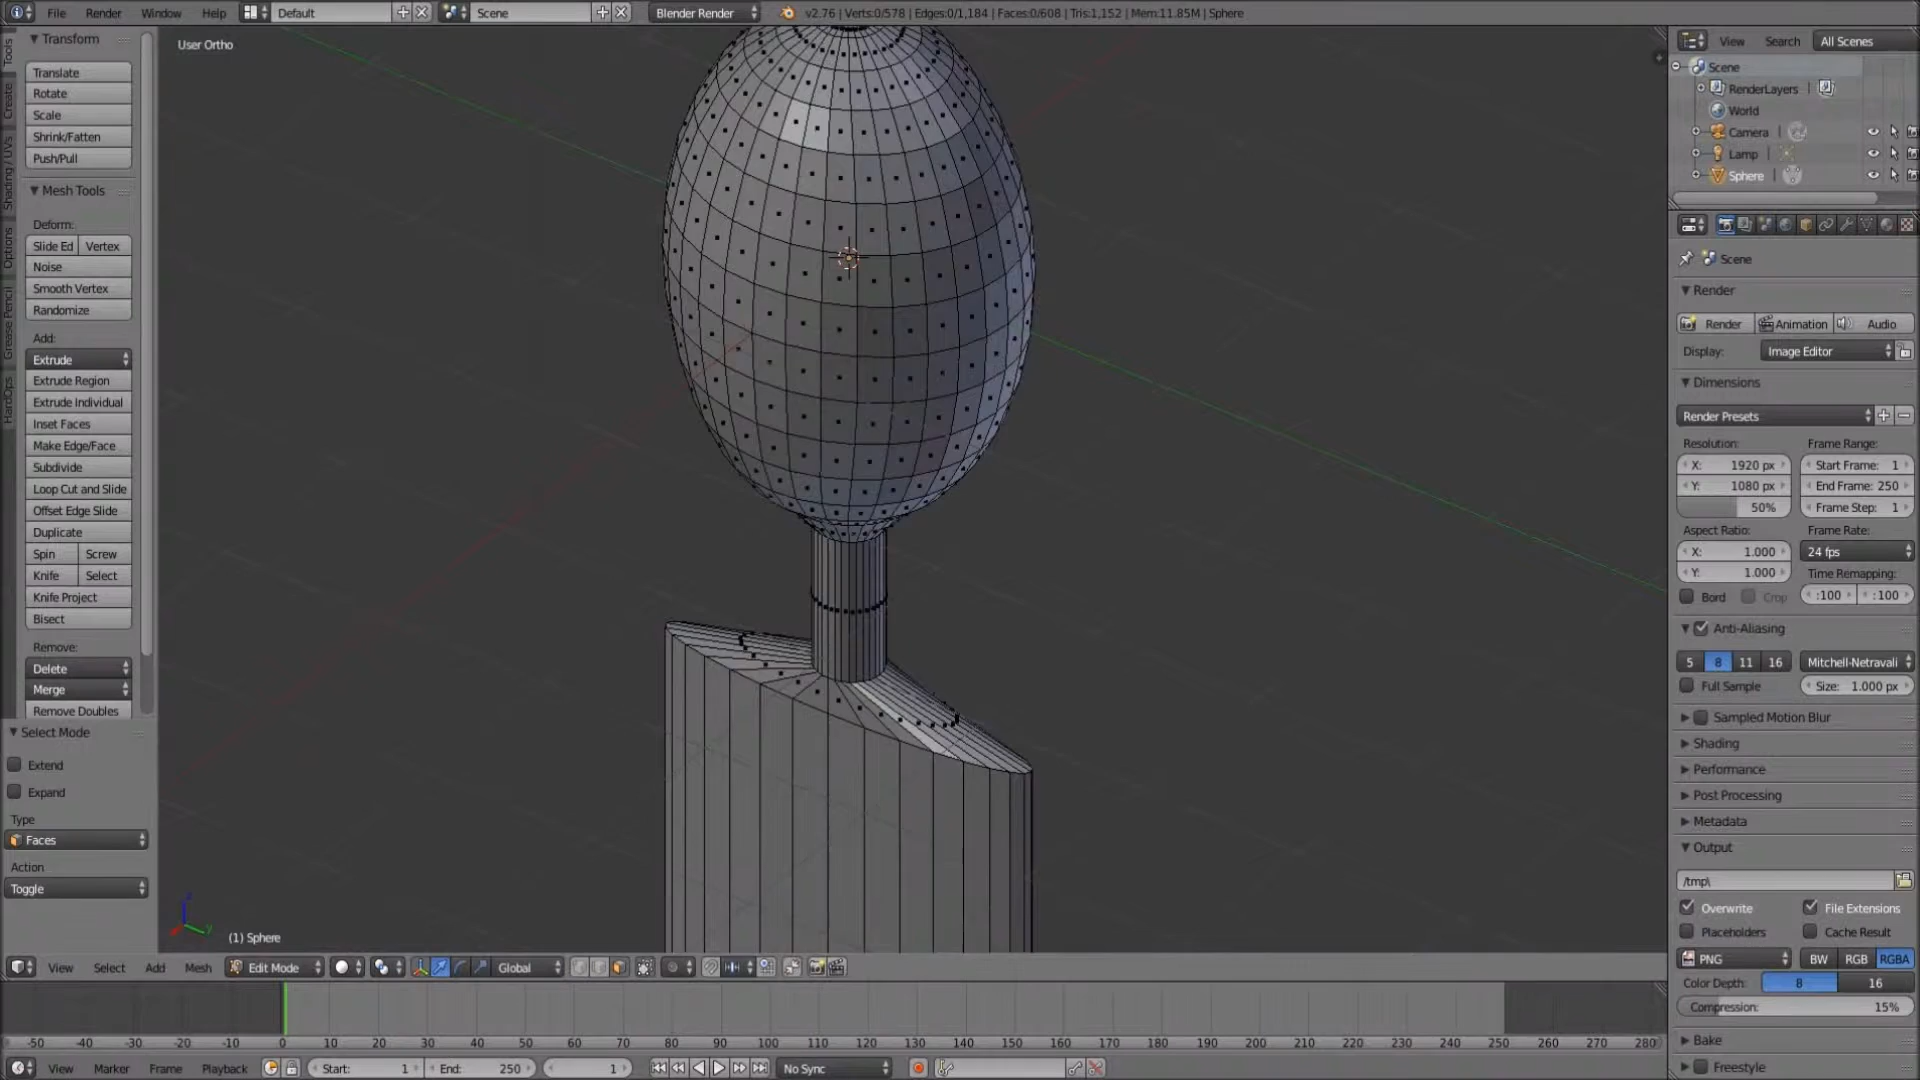 File Render Window Help Default Scene Blender Render v2.76 | Verts:0/578 | Edges:0/1,184 | Faces:0/608 | Tris:1,152 | Mem:11.85M | Sphere
Tools
Create
Shading / UVs
Options
Grease Pencil
HardOps
Transform
Translate
Rotate
Scale
Shrink/Fatten
Push/Pull
Mesh Tools
Deform:
Slide Ed Vertex
Noise
Smooth Vertex
Randomize
Add:
Extrude
Extrude Region
Extrude Individual
Inset Faces
Make Edge/Face
Subdivide
Loop Cut and Slide
Offset Edge Slide
Duplicate
Spin Screw
Knife Select
Knife Project
Bisect
Remove:
Delete
Merge
Remove Doubles
Select Mode
Extend
Expand
Type
Faces
Action
Toggle
User Ortho
z
y
(1) Sphere
View Search All Scenes
Scene
RenderLayers |
World
Camera |
Lamp |
Sphere |
Scene
Render
Render Animation Audio
Display: Image Editor
Dimensions
Render Presets
Resolution: Frame Range:
X: 1920 px Start Frame: 1
Y: 1080 px End Frame: 250
50% Frame Step: 1
Aspect Ratio: Frame Rate:
X: 1.000 24 fps
Y: 1.000 Time Remapping:
Bord Crop :100 :100
Anti-Aliasing
5 8 11 16 Mitchell-Netravali
Full Sample Size: 1.000 px
Sampled Motion Blur
Shading
Performance
Post Processing
Metadata
Output
/tmp\
Overwrite File Extensions
Placeholders Cache Result
PNG BW RGB RGBA
Color Depth: 8 16
Compression: 15%
Bake
Freestyle
View Select Add Mesh Edit Mode Global
-50 -40 -30 -20 -10 0 10 20 30 40 50 60 70 80 90 100 110 120 130 140 150 160 170 180 190 200 210 220 230 240 250 260 270 280
View Marker Frame Playback Start: 1 End: 250 1 No Sync